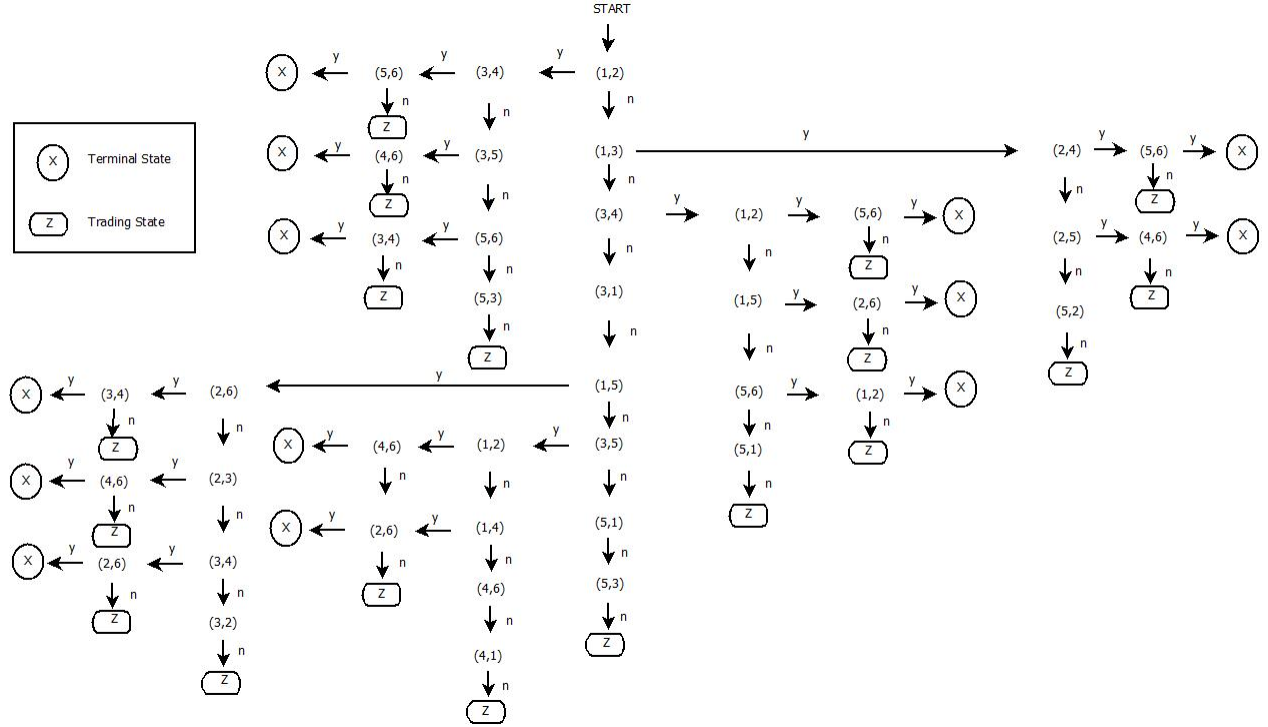 START
X y (5,6) y (3,4) y (1,2)
n n n
Z
X y (4,6) y (3,5) (1,3) y (2,4) y (5,6) y X
n n n n n
Z Z
X Terminal State
Z Trading State
X y (3,4) y (5,6) (3,4) y (1,2) y (5,6) y X (2,5) y (4,6) y X
n n n n n n n
Z Z Z
(5,3) (3,1) (1,5) y (2,6) y X (5,2)
n n n n n
Z Z Z
X y (3,4) y (2,6) y (1,5) (5,6) y (1,2) y X
n n n n n
Z Z
X y (4,6) y (1,2) y (3,5) (5,1)
n n n n
Z
X y (4,6) y (2,3)
n n
Z
X y (2,6) y (1,4) (5,1)
n n n
Z
X y (2,6) y (3,4) (4,6) (5,3)
n n n n
Z Z
(3,2) (4,1)
n n
Z Z